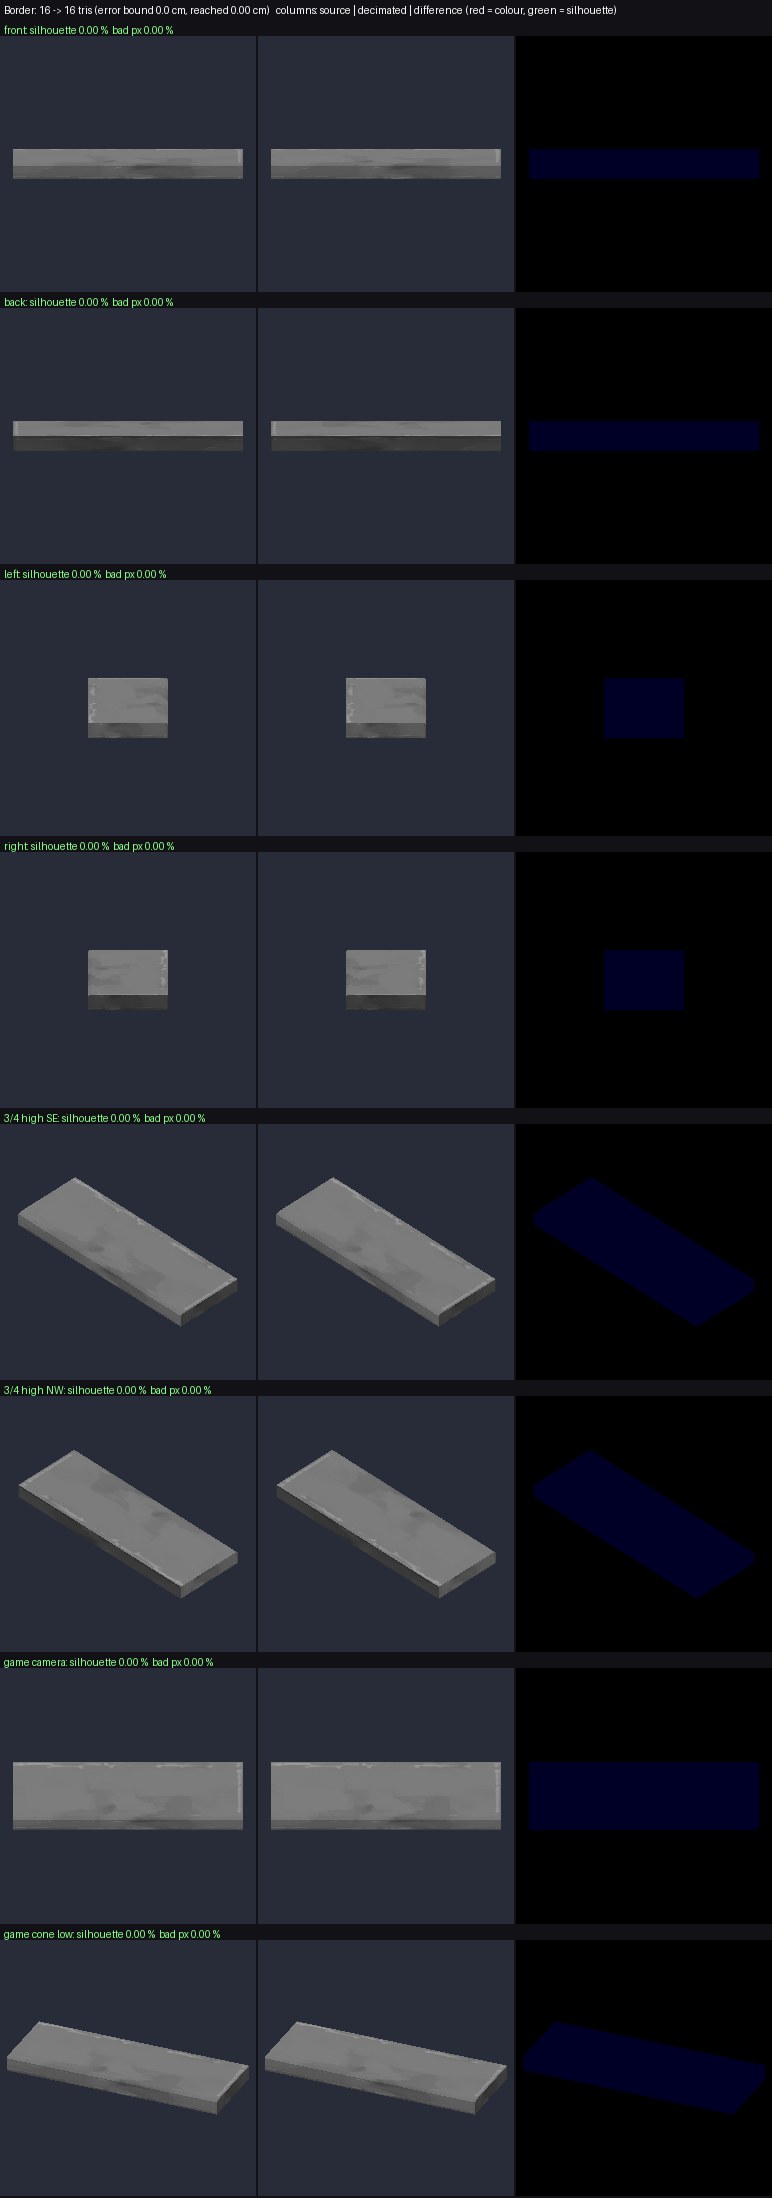 Border: 16 -> 16 tris (error bound 0.0 cm, reached 0.00 cm)  columns: source | decimated | difference (red = colour, green = silhouette)
front: silhouette 0.00 %  bad px 0.00 %
back: silhouette 0.00 %  bad px 0.00 %
left: silhouette 0.00 %  bad px 0.00 %
right: silhouette 0.00 %  bad px 0.00 %
3/4 high SE: silhouette 0.00 %  bad px 0.00 %
3/4 high NW: silhouette 0.00 %  bad px 0.00 %
game camera: silhouette 0.00 %  bad px 0.00 %
game cone low: silhouette 0.00 %  bad px 0.00 %